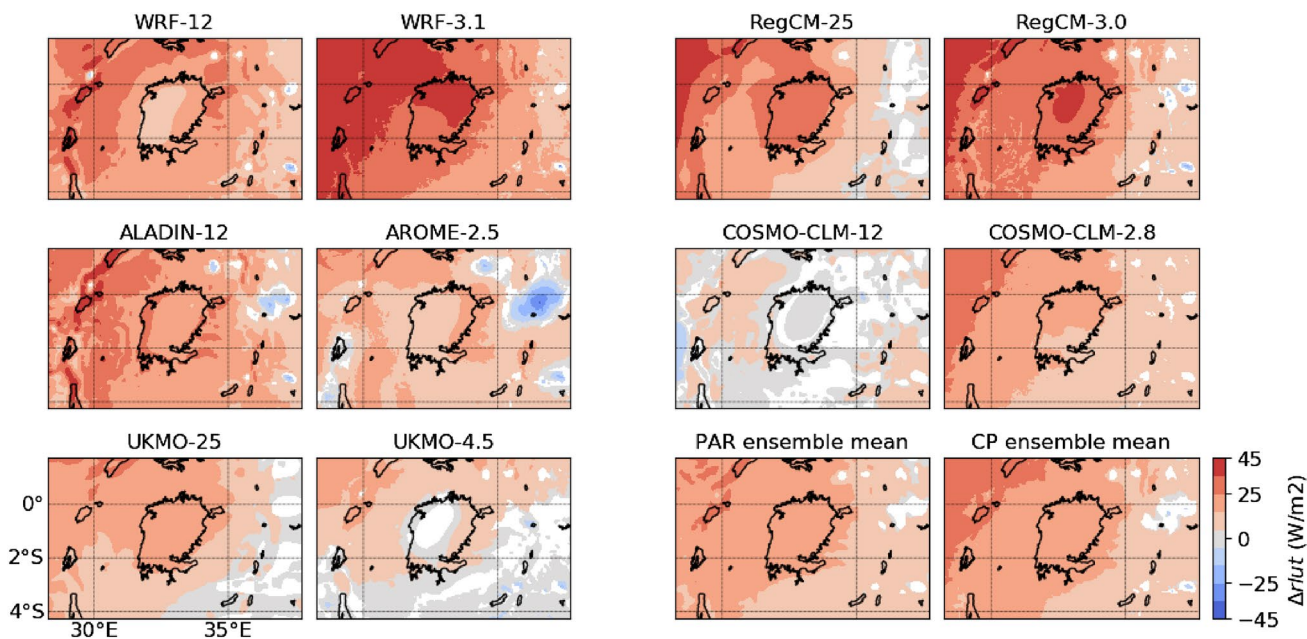 WRF-12
WRF-3.1
RegCM-25
RegCM-3.0
ALADIN-12
AROME-2.5
COSMO-CLM-12
COSMO-CLM-2.8
UKMO-25
UKMO-4.5
PAR ensemble mean
CP ensemble mean
0°
2°S
4°S
30°E
35°E
45
25
0
−25
−45
Δrlut (W/m2)